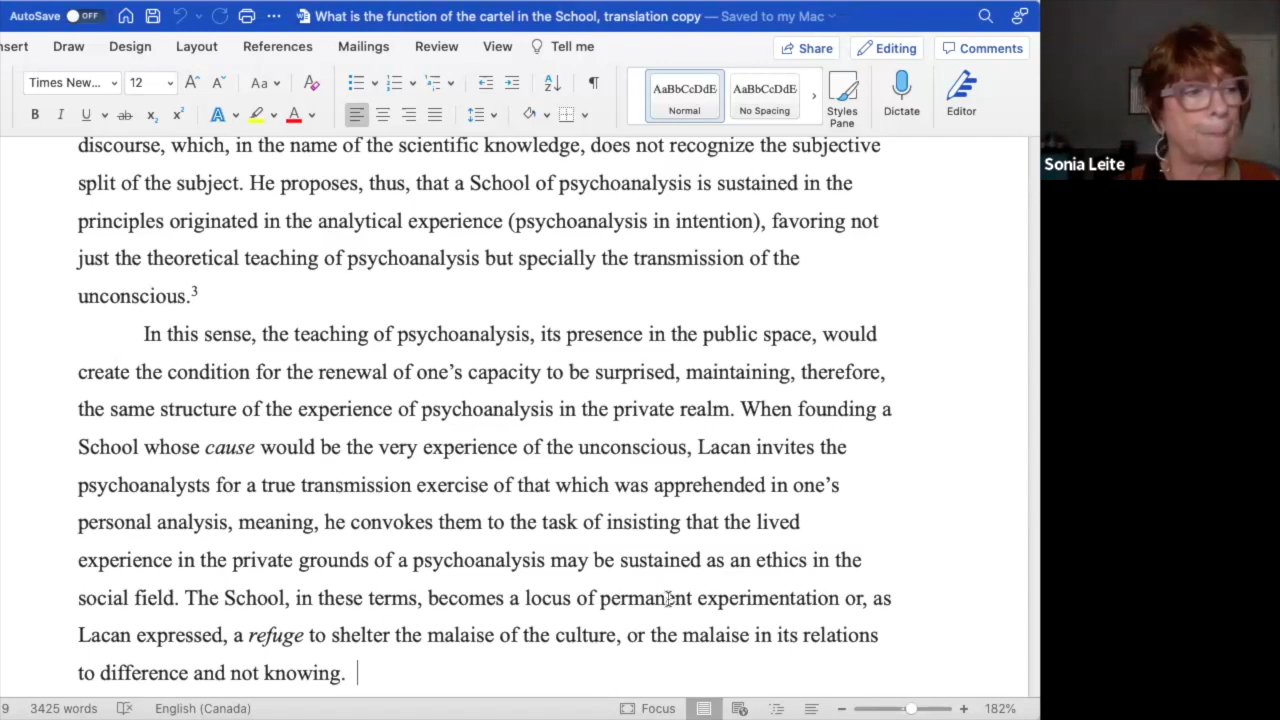 AutoSave OFF What is the function of the cartel in the School, translation copy — Saved to my Mac
nsert Draw Design Layout References Mailings Review View Tell me Share Editing Comments
Times New... 12 A A Aa A AaBbCcDdE AaBbCcDdE
B I U ab x₂ x² A A Normal No Spacing Styles Pane Dictate Editor
Sonia Leite
discourse, which, in the name of the scientific knowledge, does not recognize the subjective
split of the subject. He proposes, thus, that a School of psychoanalysis is sustained in the
principles originated in the analytical experience (psychoanalysis in intention), favoring not
just the theoretical teaching of psychoanalysis but specially the transmission of the
unconscious.³
In this sense, the teaching of psychoanalysis, its presence in the public space, would
create the condition for the renewal of one’s capacity to be surprised, maintaining, therefore,
the same structure of the experience of psychoanalysis in the private realm. When founding a
School whose cause would be the very experience of the unconscious, Lacan invites the
psychoanalysts for a true transmission exercise of that which was apprehended in one’s
personal analysis, meaning, he convokes them to the task of insisting that the lived
experience in the private grounds of a psychoanalysis may be sustained as an ethics in the
social field. The School, in these terms, becomes a locus of permanent experimentation or, as
Lacan expressed, a refuge to shelter the malaise of the culture, or the malaise in its relations
to difference and not knowing.
9 3425 words English (Canada) Focus 182%